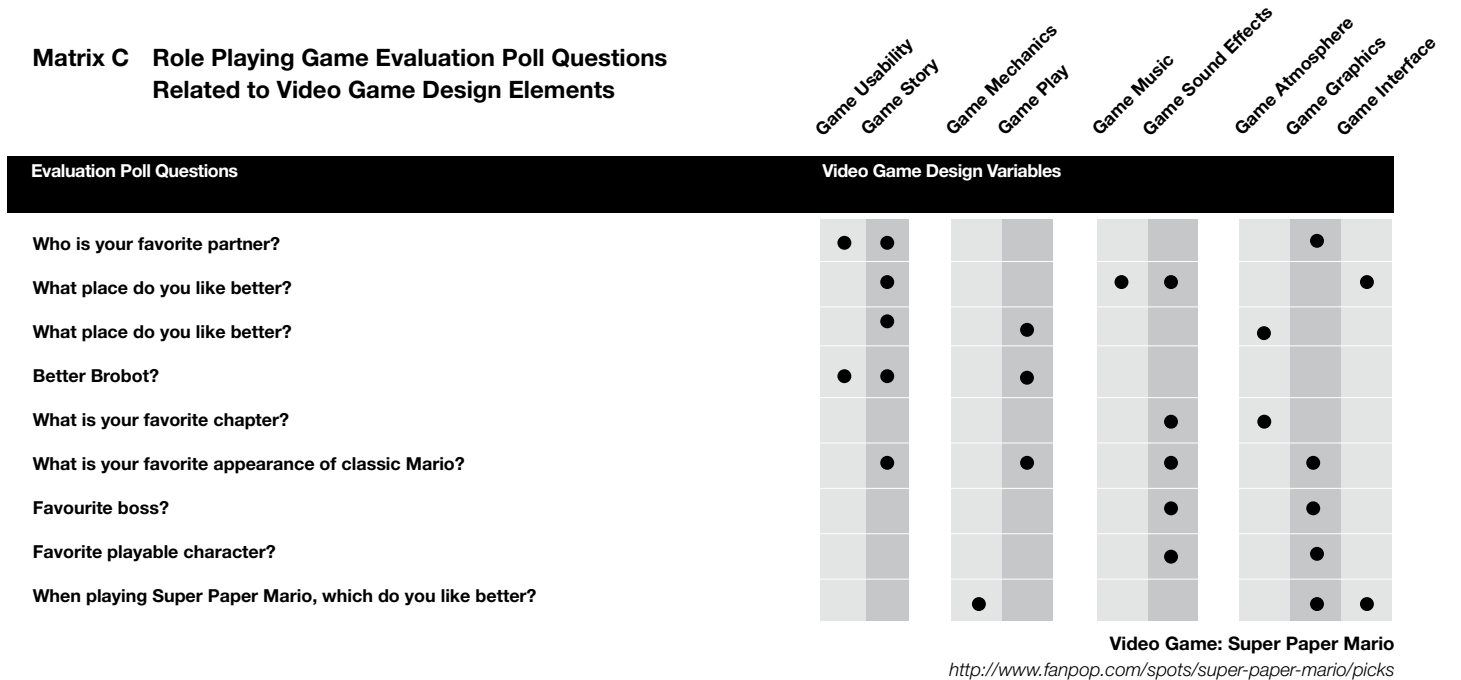 Matrix C Role Playing Game Evaluation Poll Questions
Related to Video Game Design Elements
Game Usability
Game Story
Game Mechanics
Game Play
Game Music
Game Sound Effects
Game Atmosphere
Game Graphics
Game Interface
Evaluation Poll Questions
Video Game Design Variables
Who is your favorite partner?
What place do you like better?
What place do you like better?
Better Brobot?
What is your favorite chapter?
What is your favorite appearance of classic Mario?
Favourite boss?
Favorite playable character?
When playing Super Paper Mario, which do you like better?
Video Game: Super Paper Mario
http://www.fanpop.com/spots/super-paper-mario/picks